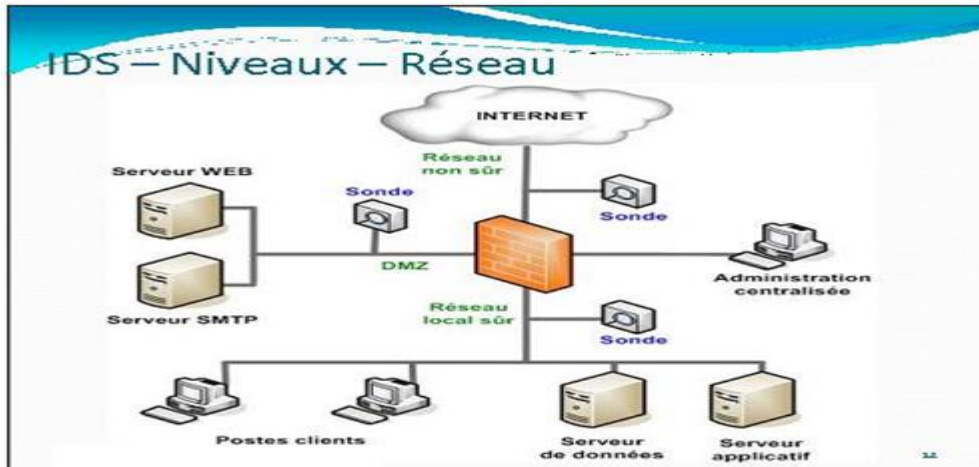 IDS – Niveaux – Réseau
INTERNET
Réseau
non sûr
Serveur WEB
Sonde
Sonde
DMZ
Administration
centralisée
Serveur SMTP
Réseau
local sûr
Sonde
Postes clients
Serveur
de données
Serveur
applicatif
12